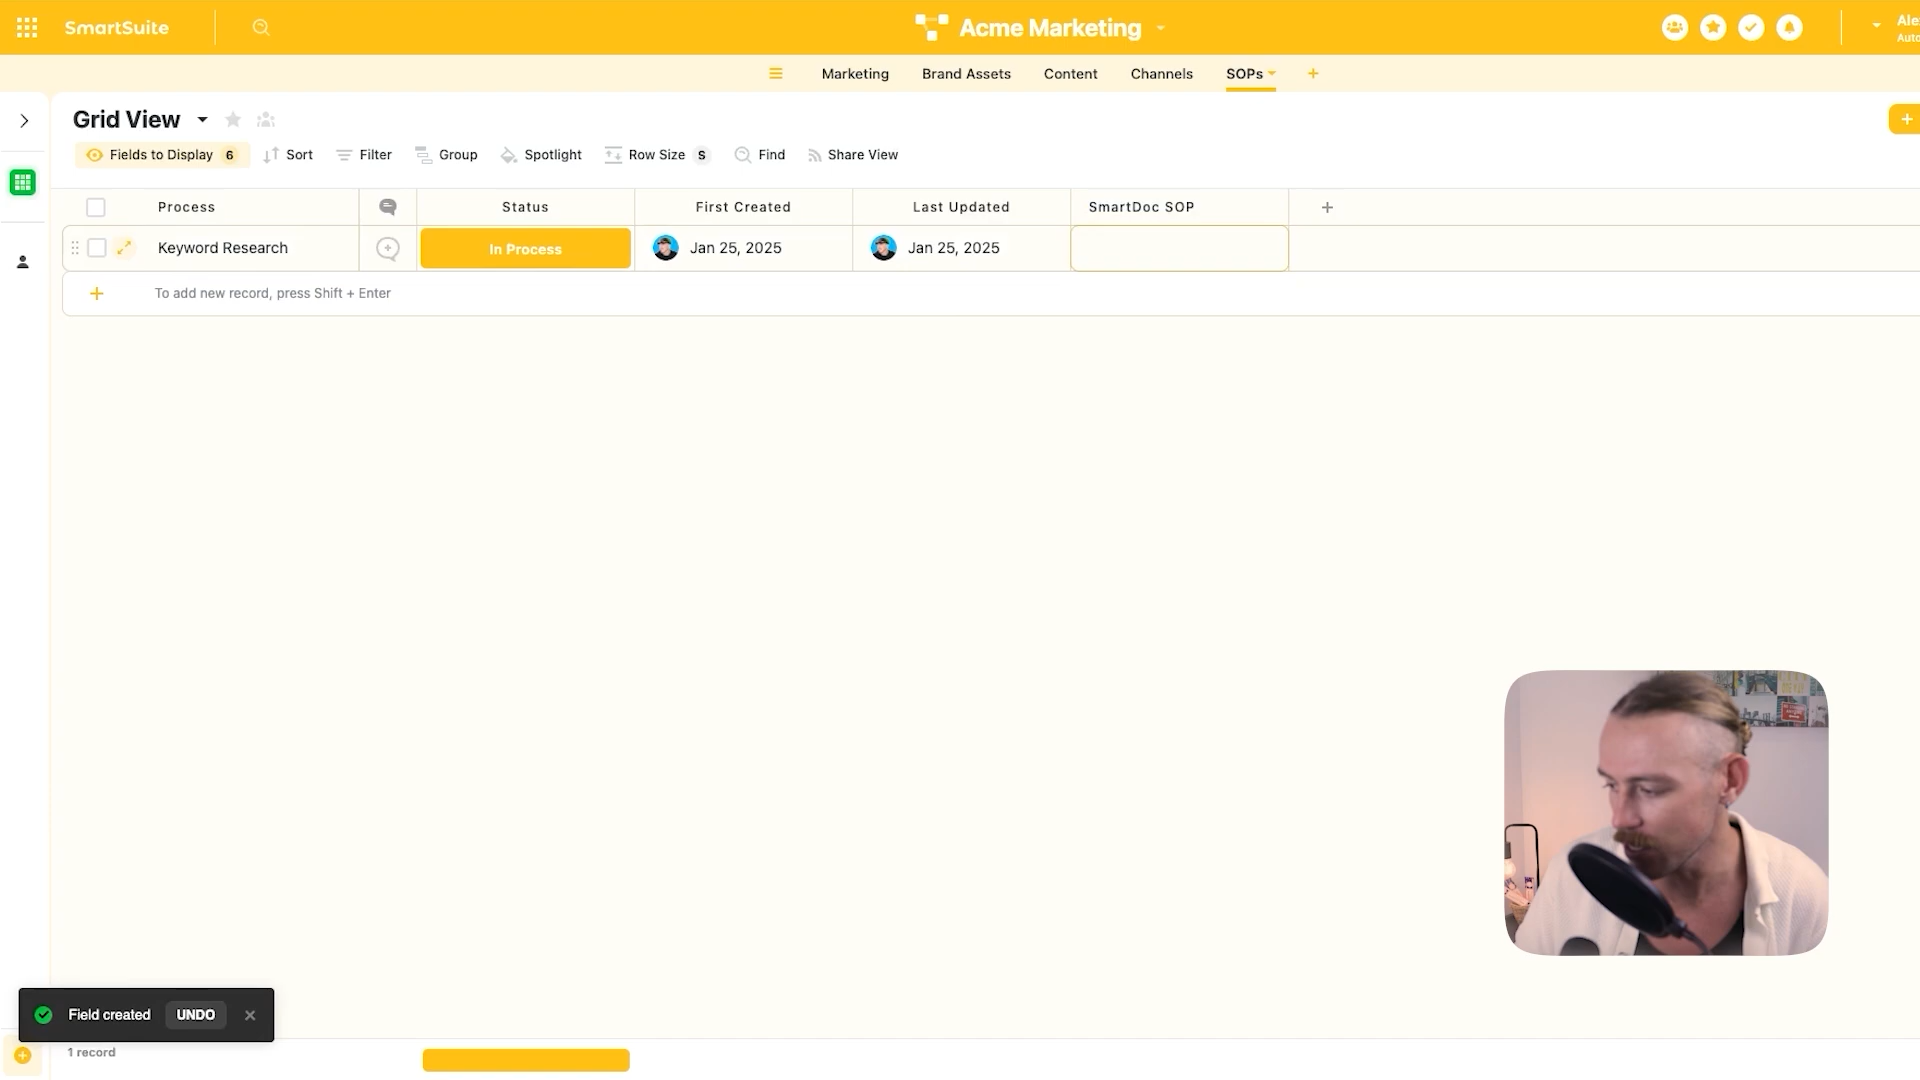 SmartSuite
Acme Marketing
Ale
Auto
Marketing
Brand Assets
Content
Channels
SOPs
Grid View
Fields to Display 6
Sort
Filter
Group
Spotlight
Row Size S
Find
Share View
Process
Status
First Created
Last Updated
SmartDoc SOP
Keyword Research
In Process
Jan 25, 2025
Jan 25, 2025
To add new record, press Shift + Enter
Field created
UNDO
1 record